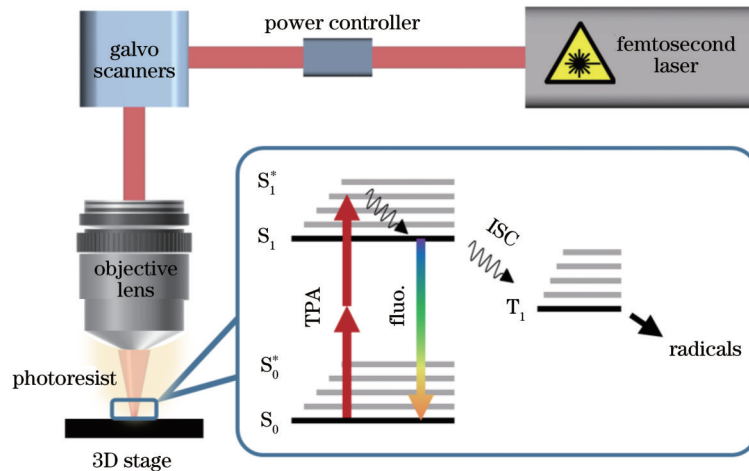 power controller
galvo
scanners
femtosecond
laser
objective
lens
photoresist
3D stage
S₁*
S₁
TPA
fluo.
ISC
T₁
radicals
S₀*
S₀